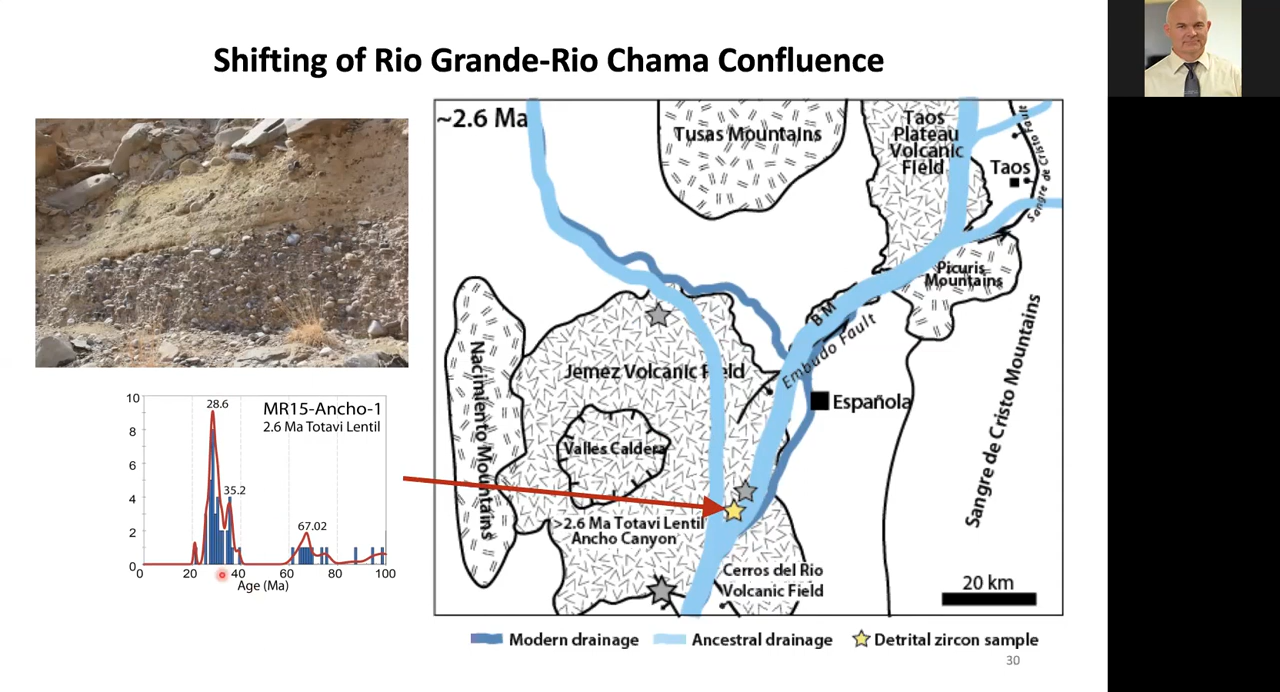 Shifting of Rio Grande-Rio Chama Confluence
~2.6 Ma
Tusas Mountains
Taos
Plateau
Volcanic
Field
Taos
Sangre de Cristo Fault
Picuris
Mountains
B M
Embudo Fault
Española
Sangre de Cristo Mountains
Nacimiento Mountains
Jemez Volcanic Field
Valles Caldera
>2.6 Ma Totavi Lentil
Ancho Canyon
Cerros del Rio
Volcanic Field
20 km
Modern drainage
Ancestral drainage
Detrital zircon sample
MR15-Ancho-1
2.6 Ma Totavi Lentil
28.6
35.2
67.02
10
8
6
4
2
0
0 20 40 60 80 100
Age (Ma)
30